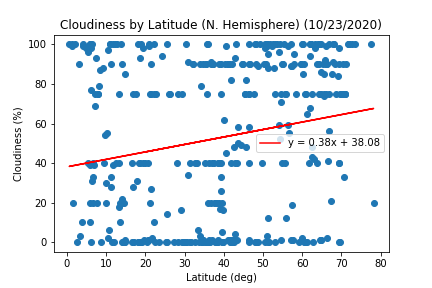 Cloudiness by Latitude (N. Hemisphere) (10/23/2020)
100
80
60
40
20
0
Cloudiness (%)
y = 0.38x + 38.08
0 10 20 30 40 50 60 70 80
Latitude (deg)